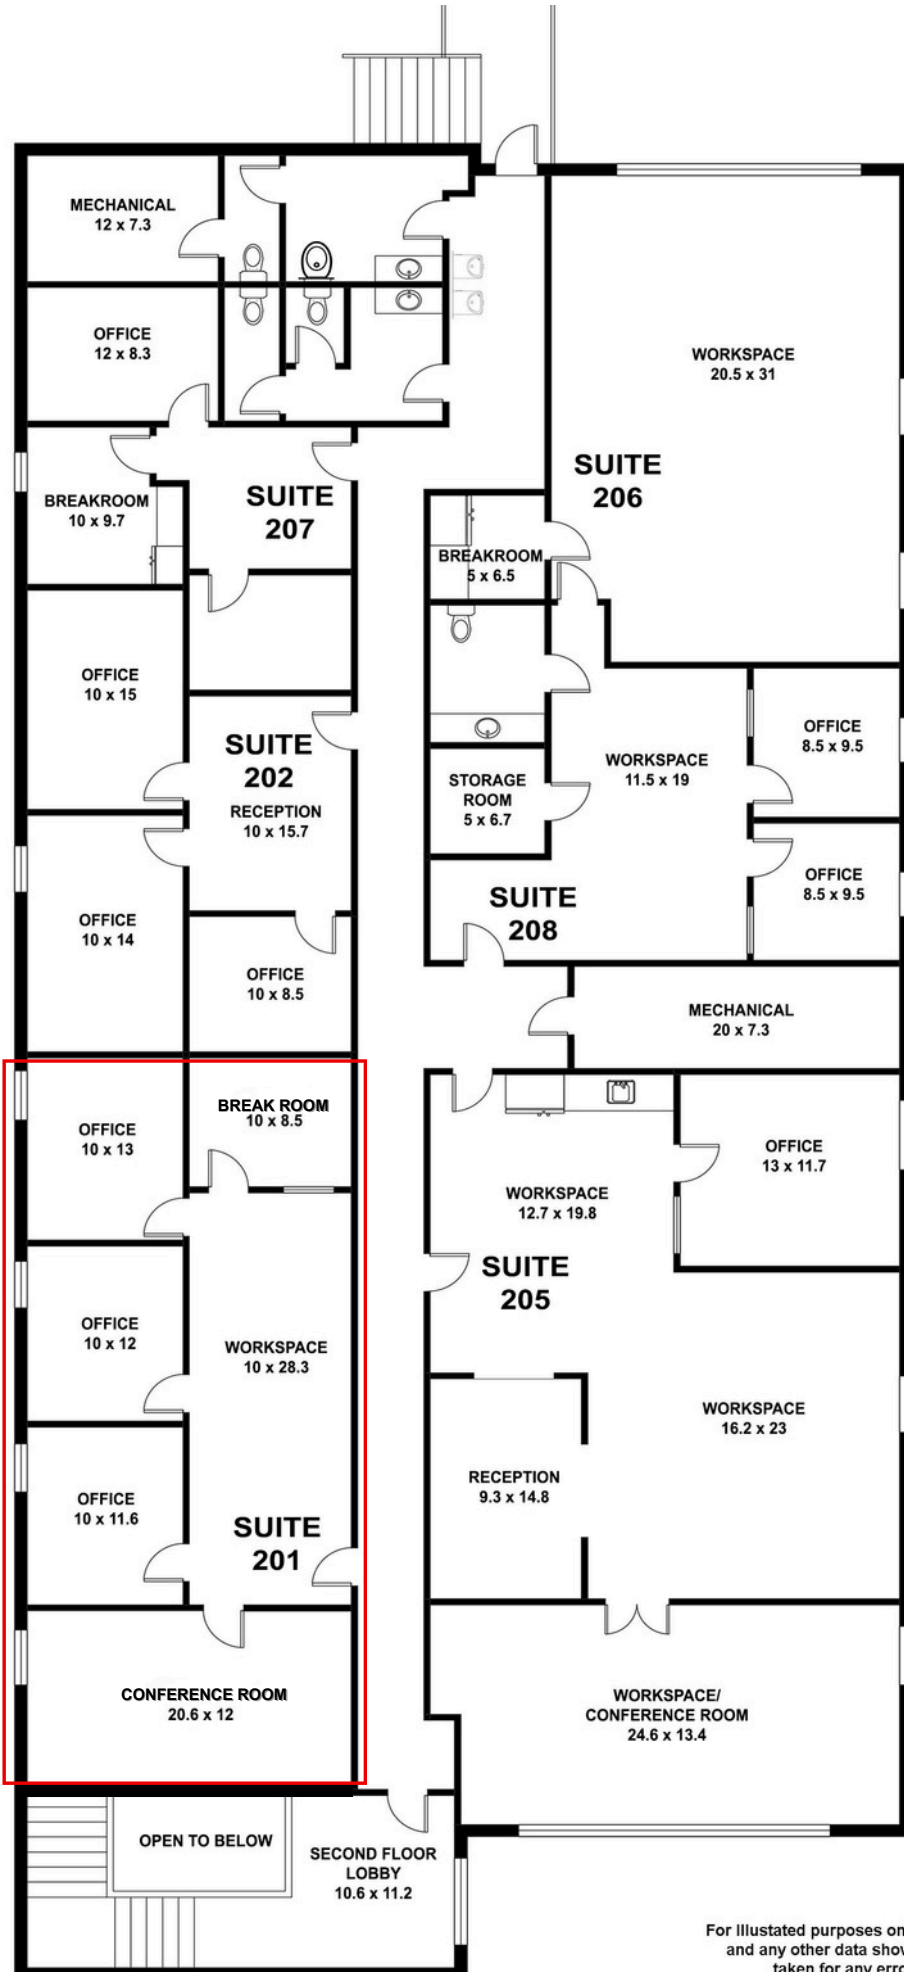 MECHANICAL
12 x 7.3
OFFICE
12 x 8.3
WORKSPACE
20.5 x 31
SUITE
206
BREAKROOM
10 x 9.7
SUITE
207
BREAKROOM
5 x 6.5
OFFICE
10 x 15
SUITE
202
RECEPTION
10 x 15.7
OFFICE
8.5 x 9.5
WORKSPACE
11.5 x 19
STORAGE
ROOM
5 x 6.7
OFFICE
8.5 x 9.5
SUITE
208
OFFICE
10 x 14
OFFICE
10 x 8.5
MECHANICAL
20 x 7.3
BREAK ROOM
10 x 8.5
OFFICE
10 x 13
OFFICE
13 x 11.7
WORKSPACE
12.7 x 19.8
SUITE
205
OFFICE
10 x 12
WORKSPACE
10 x 28.3
WORKSPACE
16.2 x 23
RECEPTION
9.3 x 14.8
OFFICE
10 x 11.6
SUITE
201
CONFERENCE ROOM
20.6 x 12
WORKSPACE/
CONFERENCE ROOM
24.6 x 13.4
OPEN TO BELOW
SECOND FLOOR
LOBBY
10.6 x 11.2
For illustated purposes on
and any other data show
taken for any erro